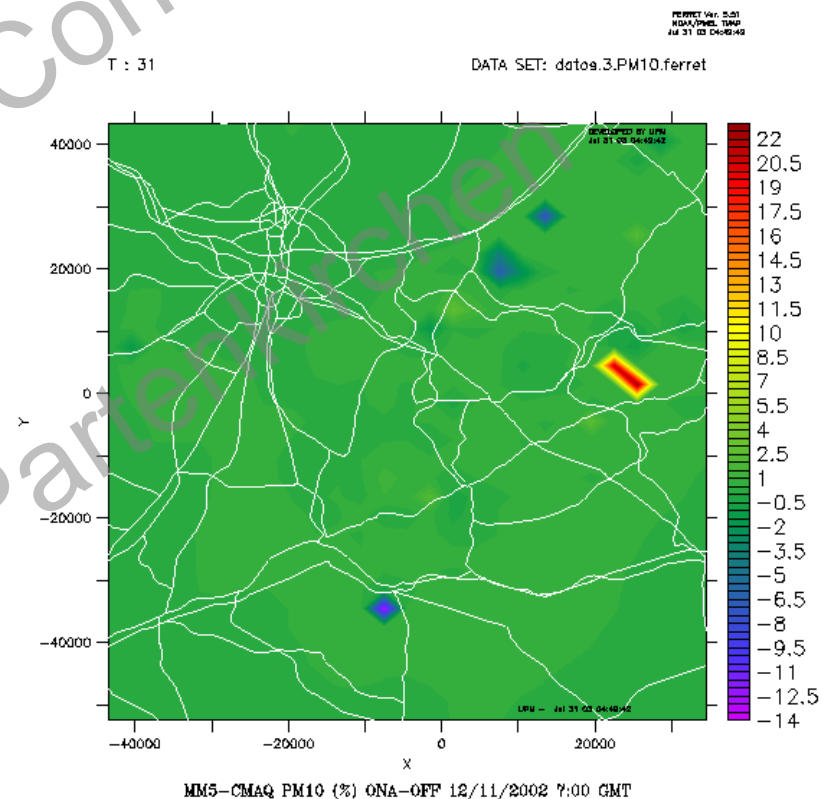 FERRET Ver. 5.51
NOAA/PMEL TMAP
Jul 31 03 04:49:42
T : 31
DATA SET: datos.3.PM10.ferret
DEVELOPED BY UPM
Jul 31 03 04:49:42
40000
20000
0
-20000
-40000
Y
22
20.5
19
17.5
16
14.5
13
11.5
10
8.5
7
5.5
4
2.5
1
-0.5
-2
-3.5
-5
-6.5
-8
-9.5
-11
-12.5
-14
UPM - Jul 31 03 04:49:42
-40000
-20000
0
20000
X
MM5-CMAQ PM10 (%) ONA-OFF 12/11/2002 7:00 GMT
Partenkirchen